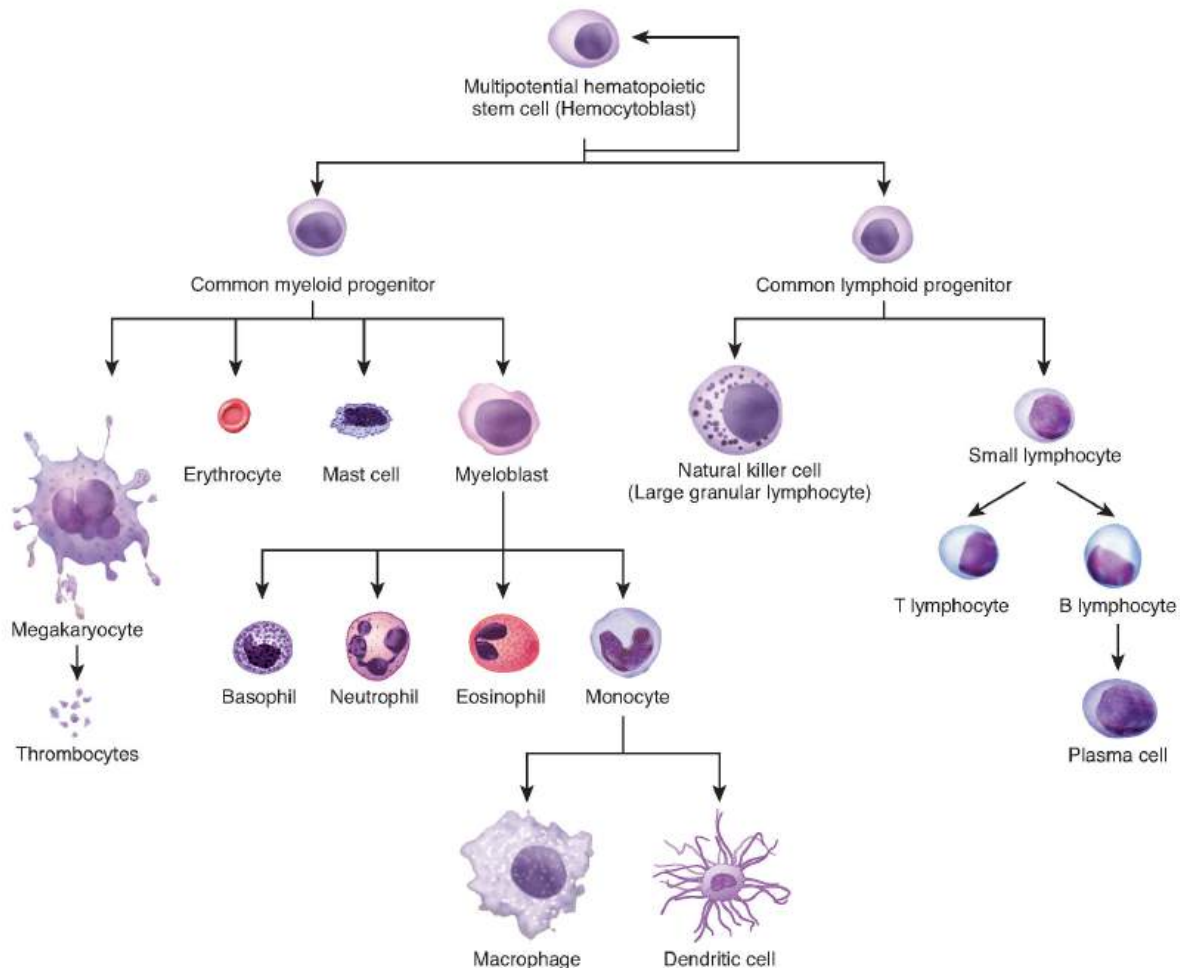 Multipotential hematopoietic
stem cell (Hemocytoblast)
Common myeloid progenitor
Common lymphoid progenitor
Erythrocyte
Mast cell
Myeloblast
Natural killer cell
(Large granular lymphocyte)
Small lymphocyte
T lymphocyte
B lymphocyte
Megakaryocyte
Basophil
Neutrophil
Eosinophil
Monocyte
Thrombocytes
Plasma cell
Macrophage
Dendritic cell